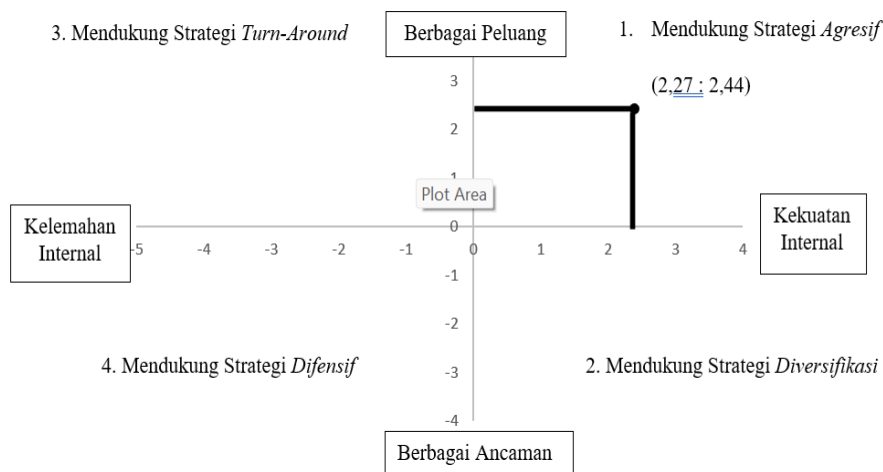 3. Mendukung Strategi Turn-Around
Berbagai Peluang
1. Mendukung Strategi Agresif
(2,27 : 2,44)
3
2
1
Plot Area
0
Kelemahan
Internal
Kekuatan
Internal
-5 -4 -3 -2 -1 0 1 2 3 4
-1
-2
4. Mendukung Strategi Difensif
2. Mendukung Strategi Diversifikasi
-3
-4
Berbagai Ancaman